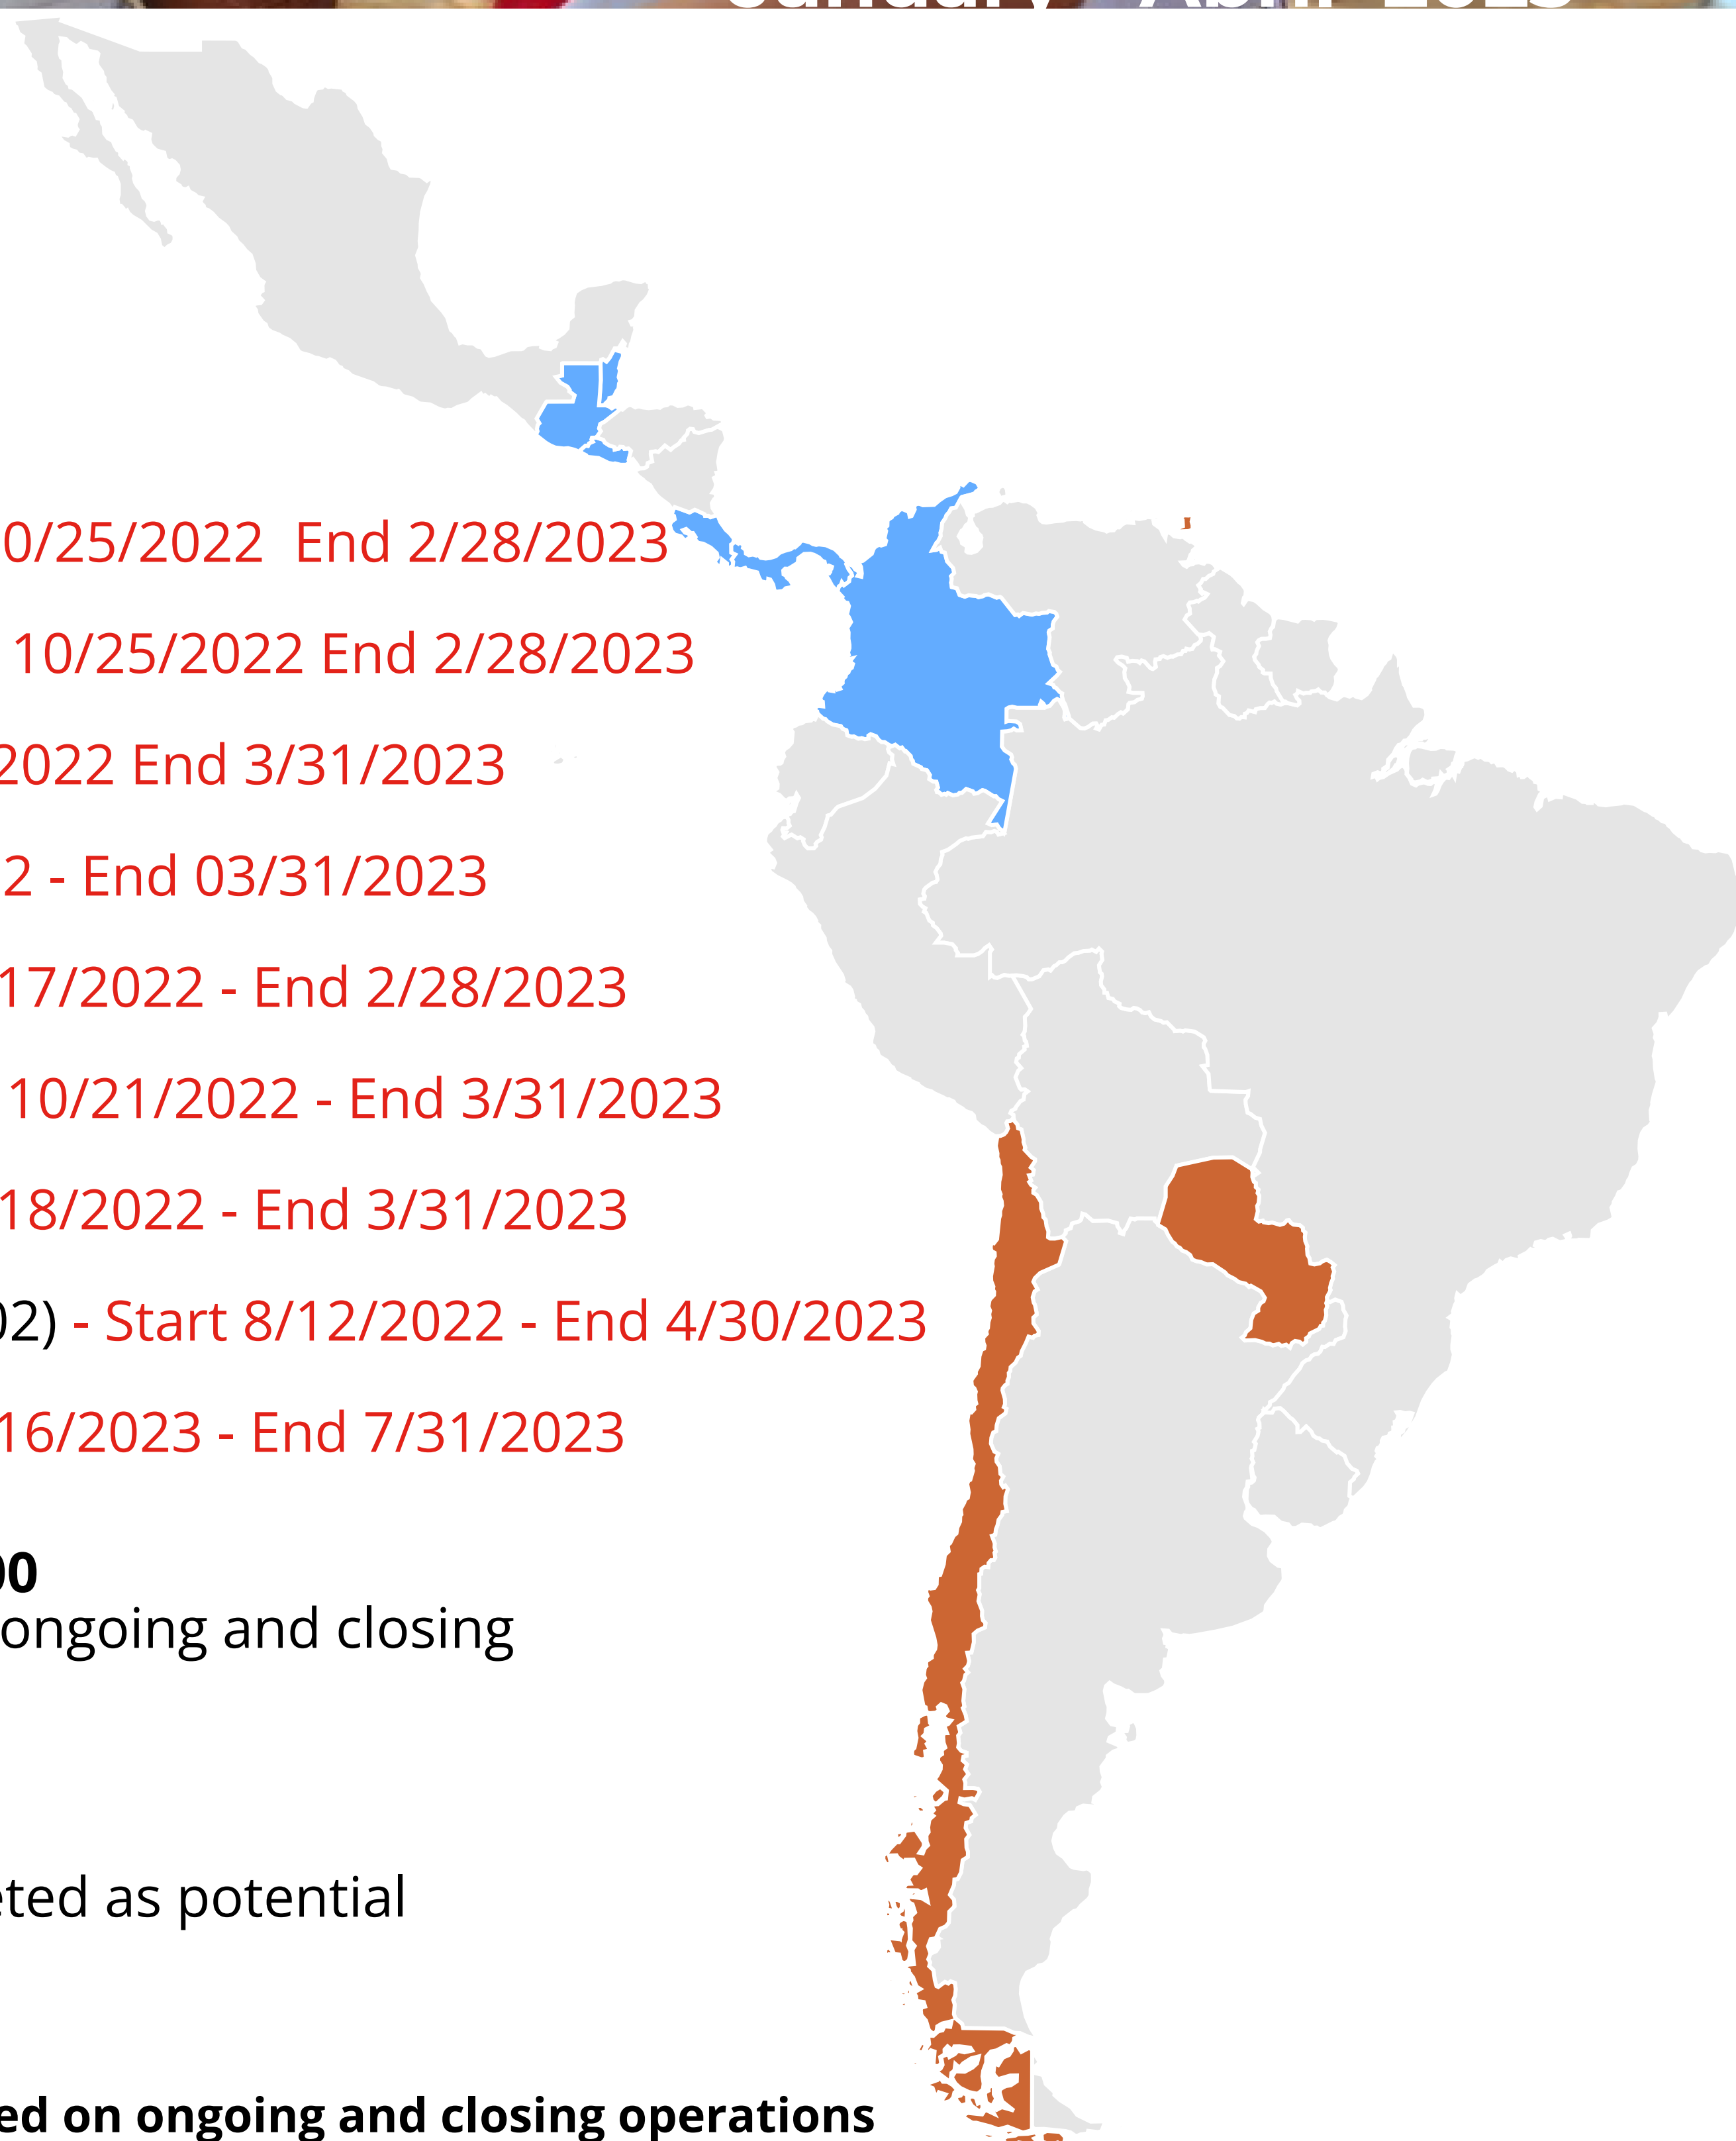 0/25/2022 End 2/28/2023
10/25/2022 End 2/28/2023
2022 End 3/31/2023
2 - End 03/31/2023
17/2022 - End 2/28/2023
10/21/2022 - End 3/31/2023
18/2022 - End 3/31/2023
02) - Start 8/12/2022 - End 4/30/2023
16/2023 - End 7/31/2023
00
ongoing and closing
eted as potential
ed on ongoing and closing operations